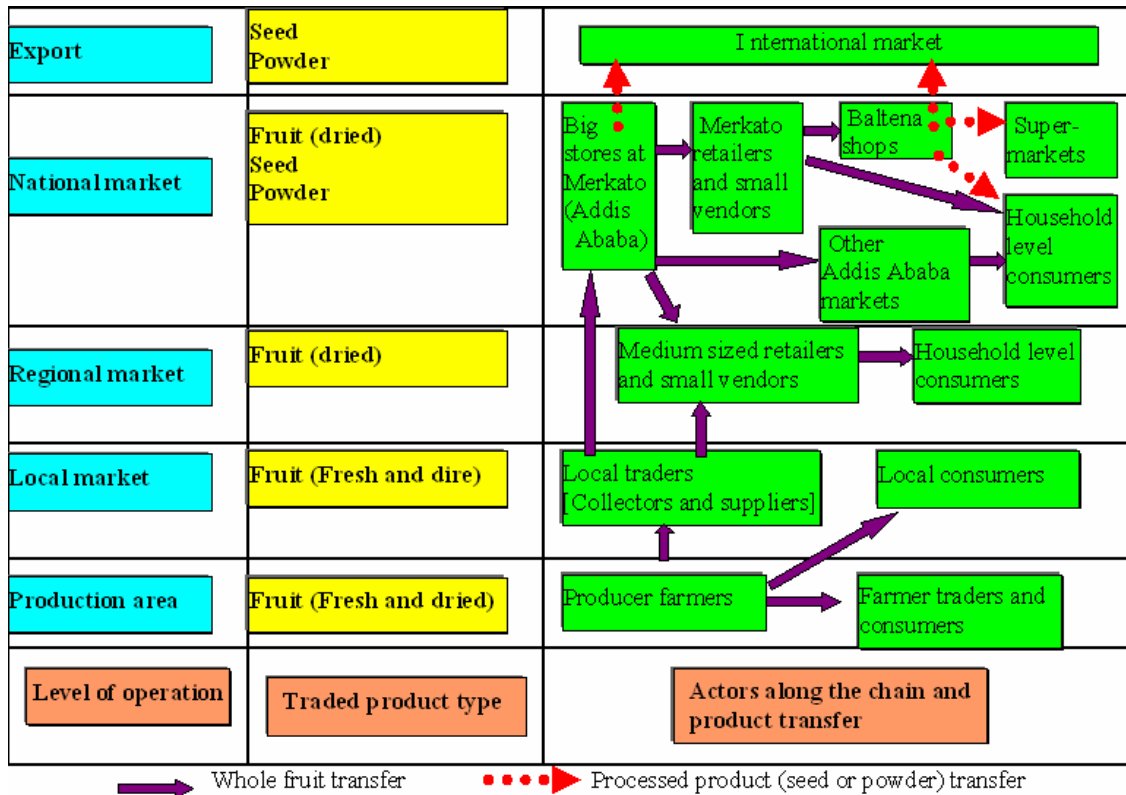 Export
Seed
Powder
I nternational market
National market
Fruit (dried)
Seed
Powder
Big
stores at
Merkato
(Addis
Ababa)
Merkato
retailers
and small
vendors
Baltena
shops
Super-
markets
Other
Addis Ababa
markets
Household
level
consumers
Regional market
Fruit (dried)
Medium sized retailers
and small vendors
Household level
consumers
Local market
Fruit (Fresh and dire)
Local traders
[Collectors and suppliers]
Local consumers
Production area
Fruit (Fresh and dried)
Producer farmers
Farmer traders and
consumers
Level of operation
Traded product type
Actors along the chain and
product transfer
Whole fruit transfer
Processed product (seed or powder) transfer